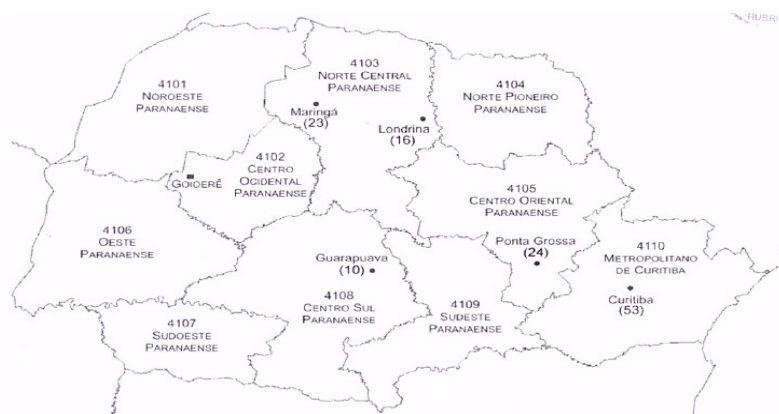 4101
NOROESTE
PARANAENSE
4103
NORTE CENTRAL
PARANAENSE
Maringá
(23)
Londrina
(16)
4104
NORTE PIONEIRO
PARANAENSE
4102
CENTRO
OCIDENTAL
PARANAENSE
GOIOERÊ
4105
CENTRO ORIENTAL
PARANAENSE
Ponta Grossa
(24)
4106
OESTE
PARANAENSE
Guarapuava
(10)
4108
CENTRO SUL
PARANAENSE
4109
SUDESTE
PARANAENSE
4110
METROPOLITANO
DE CURITIBA
Curitiba
(53)
4107
SUDOESTE
PARANAENSE